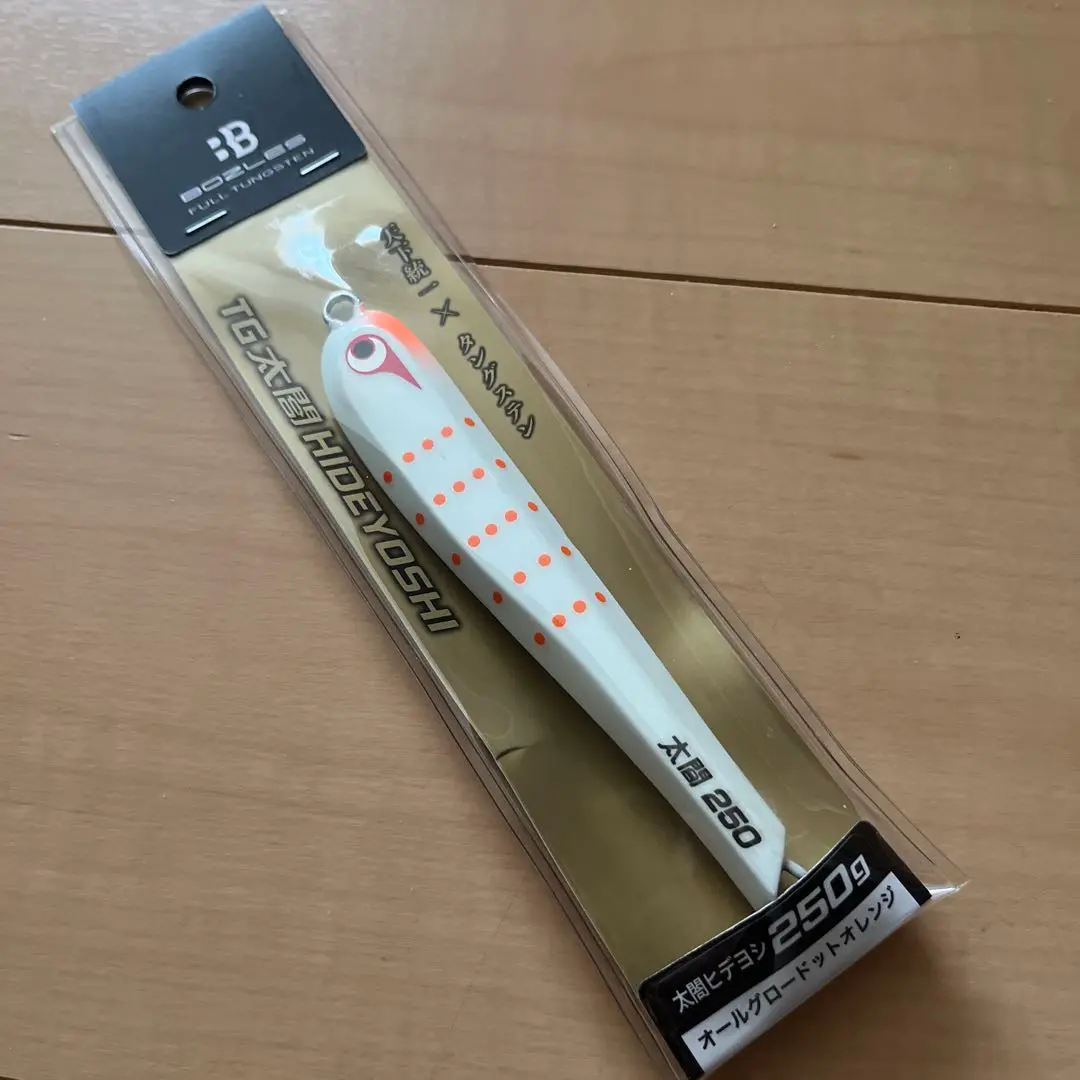 BOZLES
FULL TUNGSTEN
天下統一 × タングステン
TG 太閤 HIDEYOSHI
太閤 250
太閤ヒデヨシ 250g
オールグロードットオレンジ